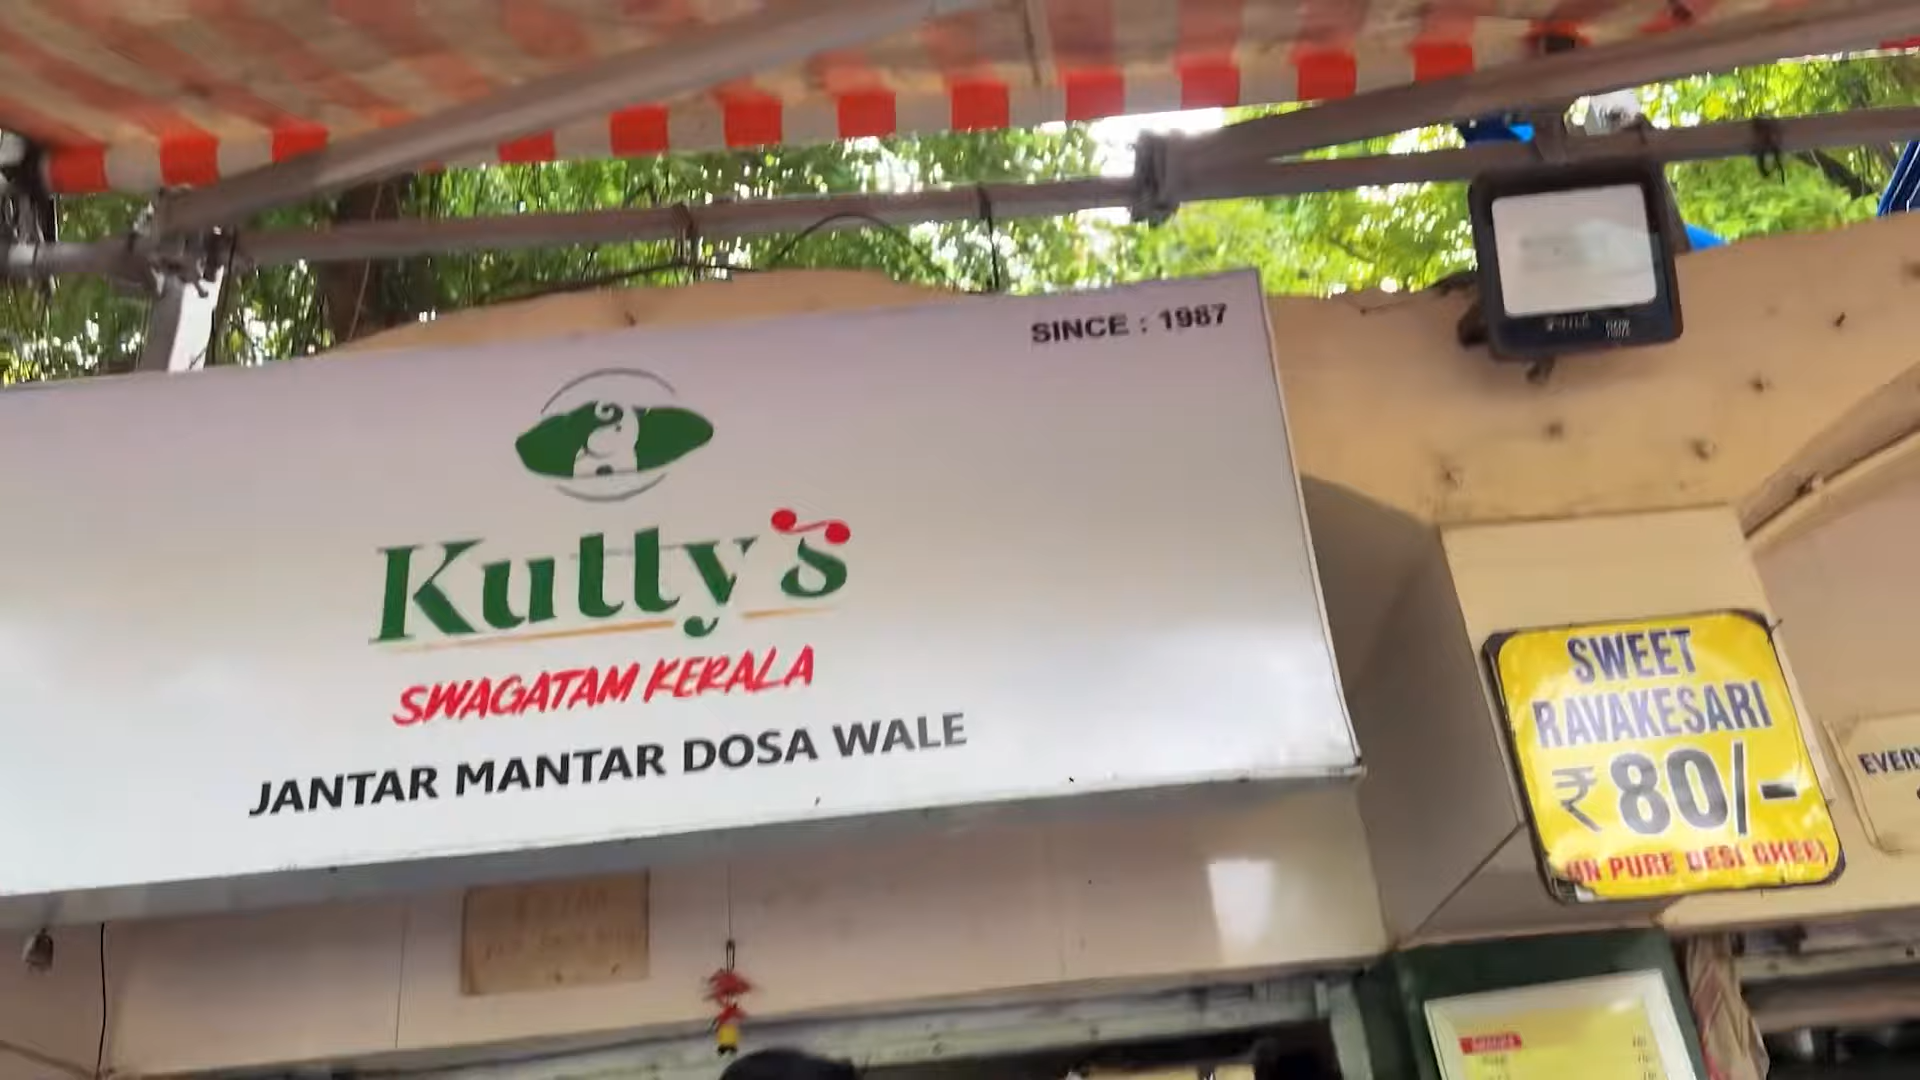 SINCE : 1987
Kutty's
SWAGATAM KERALA
JANTAR MANTAR DOSA WALE
SWEET
RAVAKESARI
₹80/-
(IN PURE DESI GHEE)